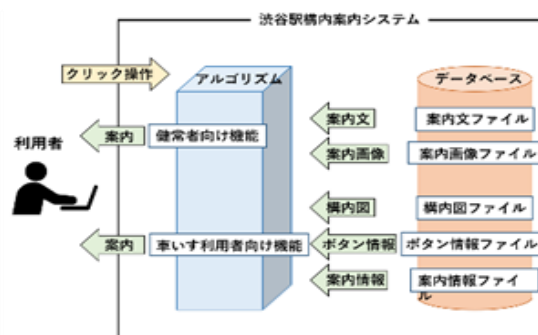 渋谷駅構内案内システム
クリック操作
アルゴリズム
データベース
利用者
案内
健常者向け機能
案内文
案内文ファイル
案内画像
案内画像ファイル
構内図
構内図ファイル
案内
車いす利用者向け機能
ボタン情報
ボタン情報ファイル
案内情報
案内情報ファイ
ル